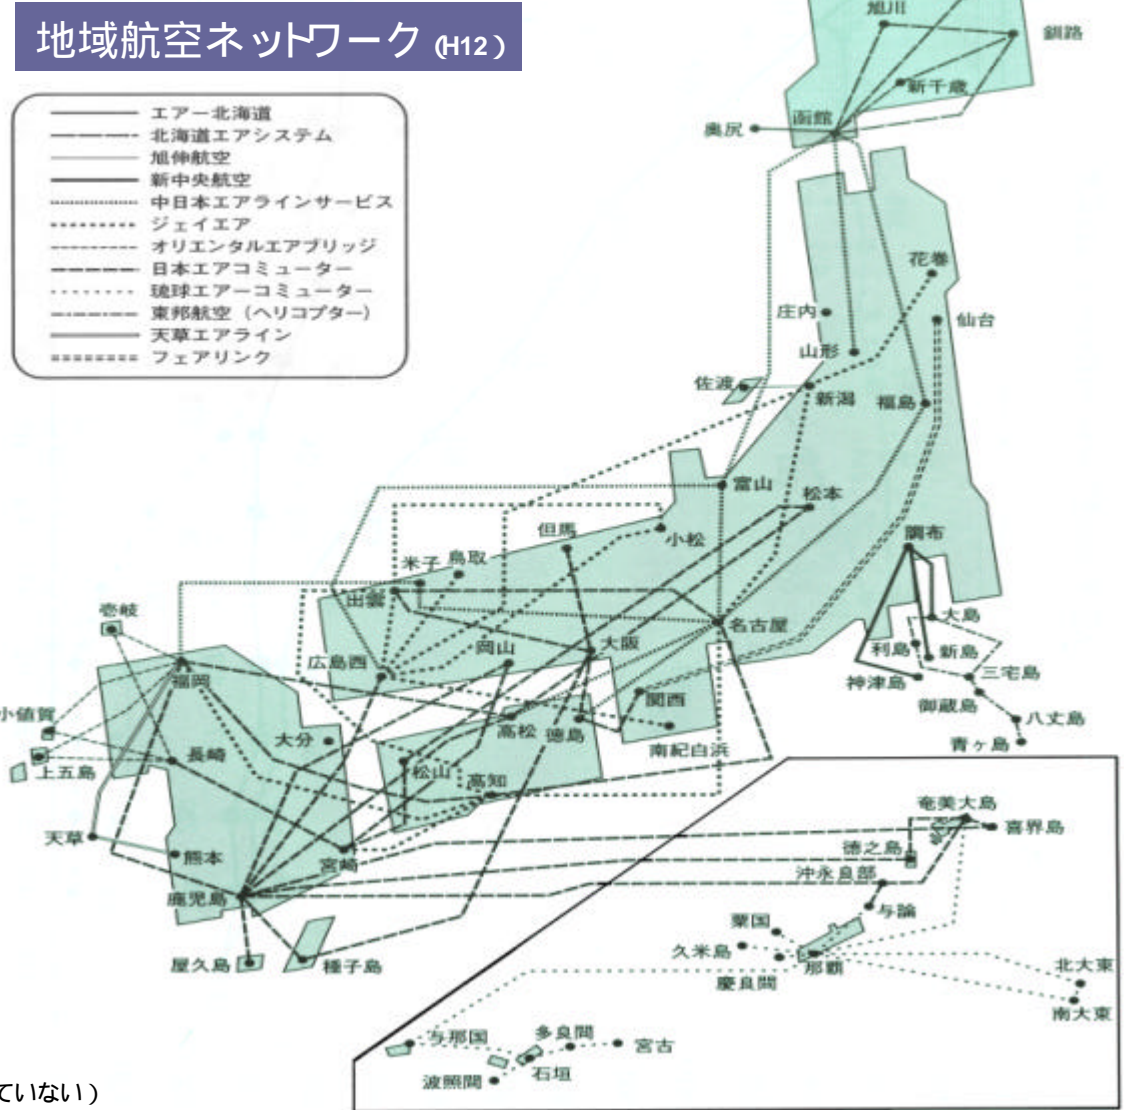 地域航空ネットワーク (H12)
エアー北海道
北海道エアシステム
旭伸航空
新中央航空
中日本エアラインサービス
ジェイエア
オリエンタルエアブリッジ
日本エアコミューター
琉球エアーコミューター
東邦航空（ヘリコプター）
天草エアライン
フェアリンク
旭川
釧路
新千歳
函館
奥尻
花巻
庄内
仙台
山形
佐渡
新潟
福島
富山
松本
但馬
小松
調布
米子
鳥取
出雲
壱岐
大島
名古屋
大阪
岡山
利島
新島
広島西
福岡
神津島
三宅島
関西
御蔵島
小値賀
高松
徳島
八丈島
大分
南紀白浜
青ヶ島
長崎
上五島
松山
高知
奄美大島
喜界島
天草
熊本
宮崎
徳之島
沖永良部
鹿児島
与論
粟国
久米島
那覇
屋久島
種子島
慶良間
北大東
南大東
与那国
多良間
宮古
石垣
波照間
ていない）